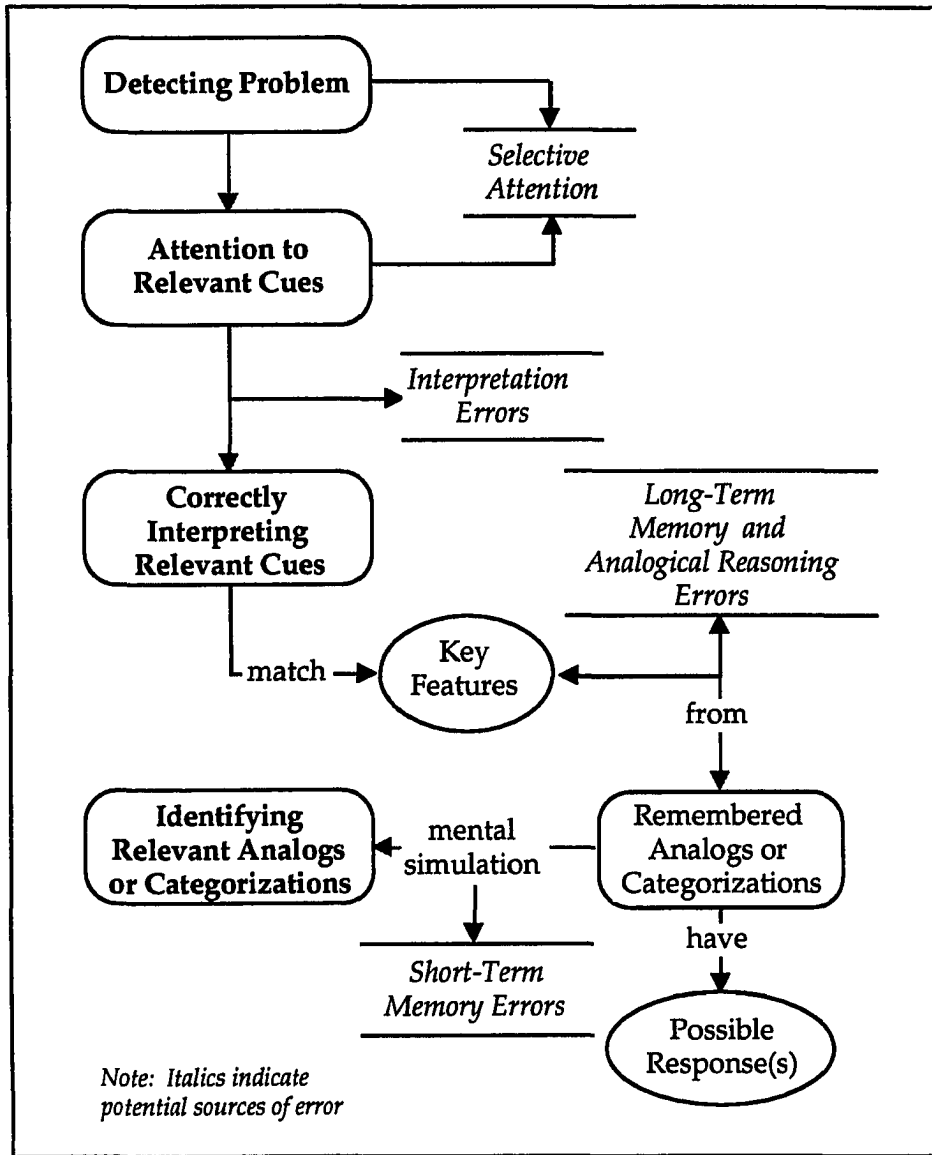 Detecting Problem
Selective
Attention
Attention to
Relevant Cues
Interpretation
Errors
Correctly
Interpreting
Relevant Cues
Long-Term
Memory and
Analogical Reasoning
Errors
match
Key
Features
from
Identifying
Relevant Analogs
or Categorizations
mental
simulation
Remembered
Analogs or
Categorizations
have
Short-Term
Memory Errors
Possible
Response(s)
Note: Italics indicate
potential sources of error